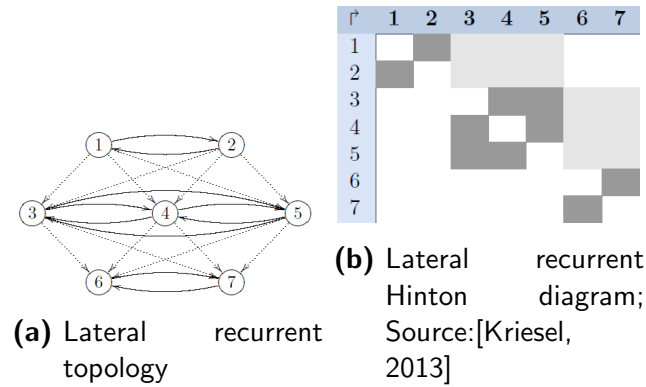 1 2
3 4 5
6 7
(a) Lateral recurrent
topology
↱ 1 2 3 4 5 6 7
1
2
3
4
5
6
7
(b) Lateral recurrent
Hinton diagram;
Source:[Kriesel,
2013]